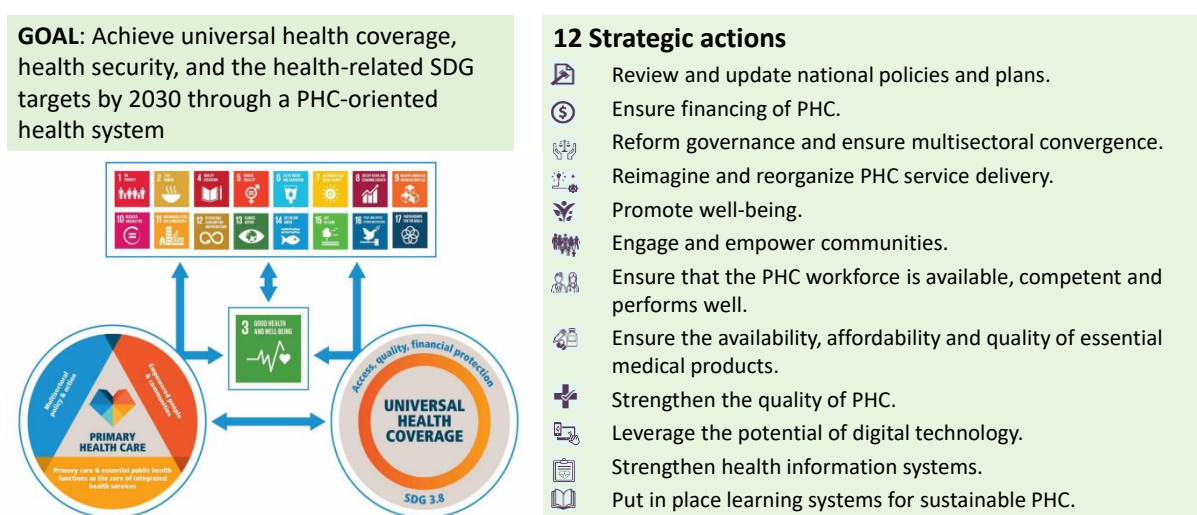 GOAL: Achieve universal health coverage,
health security, and the health-related SDG
targets by 2030 through a PHC-oriented
health system
3 GOOD HEALTH
AND WELL-BEING
Multisectoral
policy & action
Empowered people
& communities
PRIMARY
HEALTH CARE
Primary care & essential public health
functions as the core of integrated
health services
Access, quality, financial protection
UNIVERSAL
HEALTH
COVERAGE
SDG 3.8
12 Strategic actions
Review and update national policies and plans.
Ensure financing of PHC.
Reform governance and ensure multisectoral convergence.
Reimagine and reorganize PHC service delivery.
Promote well-being.
Engage and empower communities.
Ensure that the PHC workforce is available, competent and
performs well.
Ensure the availability, affordability and quality of essential
medical products.
Strengthen the quality of PHC.
Leverage the potential of digital technology.
Strengthen health information systems.
Put in place learning systems for sustainable PHC.